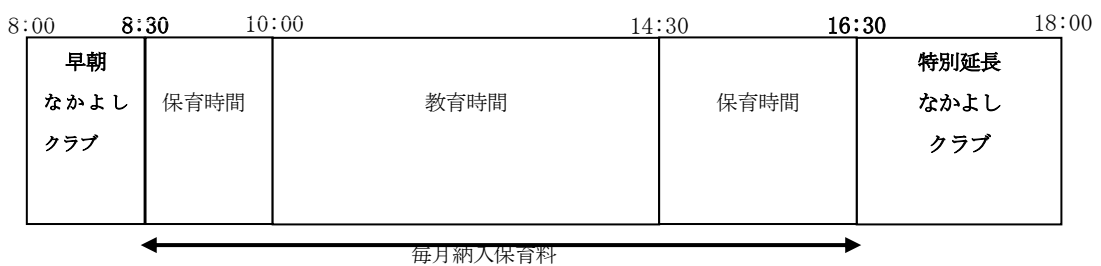 8:00 8:30 10:00 14:30 16:30 18:00
早朝
なかよし
クラブ
保育時間
教育時間
保育時間
特別延長
なかよし
クラブ
毎月納入保育料